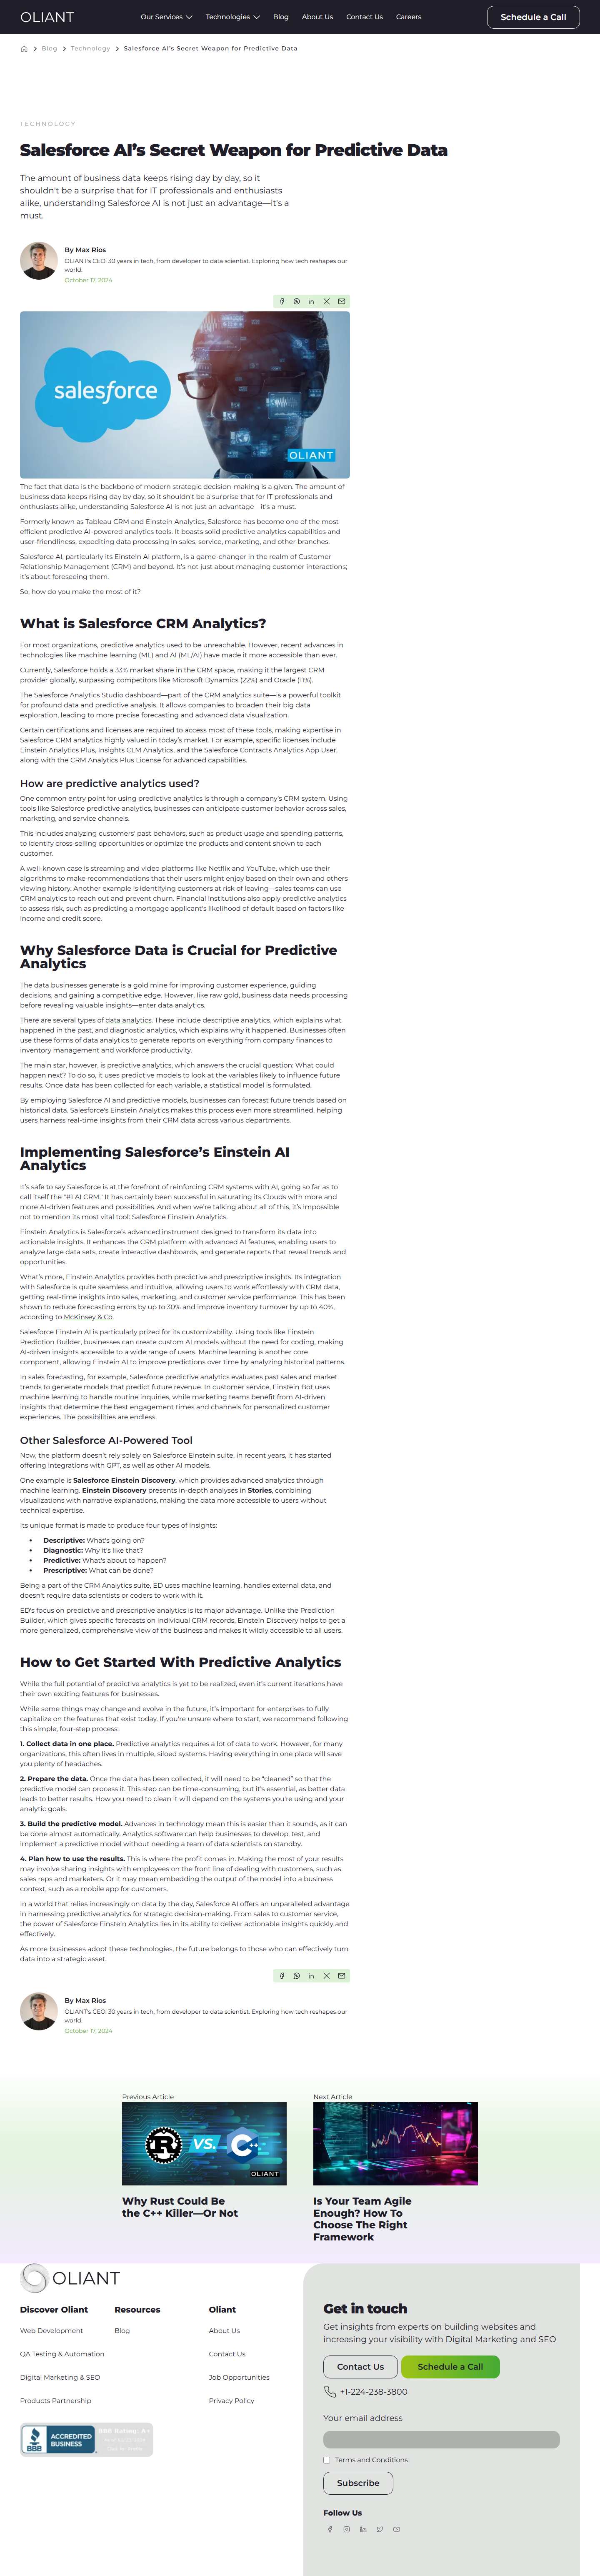 OLIANT
Our Services
Technologies
Blog
About Us
Contact Us
Careers
Schedule a Call
Blog
Technology
Salesforce AI's Secret Weapon for Predictive Data
TECHNOLOGY
Salesforce AI's Secret Weapon for Predictive Data
The amount of business data keeps rising day by day, so it
shouldn't be a surprise that for IT professionals and enthusiasts
alike, understanding Salesforce AI is not just an advantage—it's a
must.
By Max Rios
OLIANT's CEO. 30 years in tech, from developer to data scientist. Exploring how tech reshapes our
world.
October 17, 2024
salesforce
OLIANT
The fact that data is the backbone of modern strategic decision-making is a given. The amount of
business data keeps rising day by day, so it shouldn't be a surprise that for IT professionals and
enthusiasts alike, understanding Salesforce AI is not just an advantage—it's a must.
Formerly known as Tableau CRM and Einstein Analytics, Salesforce has become one of the most
efficient predictive AI-powered analytics tools. It boasts solid predictive analytics capabilities and
user-friendliness, expediting data processing in sales, service, marketing, and other branches.
Salesforce AI, particularly its Einstein AI platform, is a game-changer in the realm of Customer
Relationship Management (CRM) and beyond. It's not just about managing customer interactions;
it's about foreseeing them.
So, how do you make the most of it?
What is Salesforce CRM Analytics?
For most organizations, predictive analytics used to be unreachable. However, recent advances in
technologies like machine learning (ML) and AI (ML/AI) have made it more accessible than ever.
Currently, Salesforce holds a 33% market share in the CRM space, making it the largest CRM
provider globally, surpassing competitors like Microsoft Dynamics (22%) and Oracle (11%).
The Salesforce Analytics Studio dashboard—part of the CRM analytics suite—is a powerful toolkit
for profound data and predictive analysis. It allows companies to broaden their big data
exploration, leading to more precise forecasting and advanced data visualization.
Certain certifications and licenses are required to access most of these tools, making expertise in
Salesforce CRM analytics highly valued in today's market. For example, specific licenses include
Einstein Analytics Plus, Insights CLM Analytics, and the Salesforce Contracts Analytics App User,
along with the CRM Analytics Plus License for advanced capabilities.
How are predictive analytics used?
One common entry point for using predictive analytics is through a company's CRM system. Using
tools like Salesforce predictive analytics, businesses can anticipate customer behavior across sales,
marketing, and service channels.
This includes analyzing customers' past behaviors, such as product usage and spending patterns,
to identify cross-selling opportunities or optimize the products and content shown to each
customer.
A well-known case is streaming and video platforms like Netflix and YouTube, which use their
algorithms to make recommendations that their users might enjoy based on their own and others
viewing history. Another example is identifying customers at risk of leaving—sales teams can use
CRM analytics to reach out and prevent churn. Financial institutions also apply predictive analytics
to assess risk, such as predicting a mortgage applicant's likelihood of default based on factors like
income and credit score.
Why Salesforce Data is Crucial for Predictive
Analytics
The data businesses generate is a gold mine for improving customer experience, guiding
decisions, and gaining a competitive edge. However, like raw gold, business data needs processing
before revealing valuable insights—enter data analytics.
There are several types of data analytics. These include descriptive analytics, which explains what
happened in the past, and diagnostic analytics, which explains why it happened. Businesses often
use these forms of data analytics to generate reports on everything from company finances to
inventory management and workforce productivity.
The main star, however, is predictive analytics, which answers the crucial question: What could
happen next? To do so, it uses predictive models to look at the variables likely to influence future
results. Once data has been collected for each variable, a statistical model is formulated.
By employing Salesforce AI and predictive models, businesses can forecast future trends based on
historical data. Salesforce's Einstein Analytics makes this process even more streamlined, helping
users harness real-time insights from their CRM data across various departments.
Implementing Salesforce's Einstein AI
Analytics
It's safe to say Salesforce is at the forefront of reinforcing CRM systems with AI, going so far as to
call itself the "#1 AI CRM." It has certainly been successful in saturating its Clouds with more and
more AI-driven features and possibilities. And when we're talking about all of this, it's impossible
not to mention its most vital tool: Salesforce Einstein Analytics.
Einstein Analytics is Salesforce's advanced instrument designed to transform its data into
actionable insights. It enhances the CRM platform with advanced AI features, enabling users to
analyze large data sets, create interactive dashboards, and generate reports that reveal trends and
opportunities.
What's more, Einstein Analytics provides both predictive and prescriptive insights. Its integration
with Salesforce is quite seamless and intuitive, allowing users to work effortlessly with CRM data,
getting real-time insights into sales, marketing, and customer service performance. This has been
shown to reduce forecasting errors by up to 30% and improve inventory turnover by up to 40%,
according to McKinsey & Co.
Salesforce Einstein AI is particularly prized for its customizability. Using tools like Einstein
Prediction Builder, businesses can create custom AI models without the need for coding, making
AI-driven insights accessible to a wide range of users. Machine learning is another core
component, allowing Einstein AI to improve predictions over time by analyzing historical patterns.
In sales forecasting, for example, Salesforce predictive analytics evaluates past sales and market
trends to generate models that predict future revenue. In customer service, Einstein Bot uses
machine learning to handle routine inquiries, while marketing teams benefit from AI-driven
insights that determine the best engagement times and channels for personalized customer
experiences. The possibilities are endless.
Other Salesforce AI-Powered Tool
Now, the platform doesn't rely solely on Salesforce Einstein suite, in recent years, it has started
offering integrations with GPT, as well as other AI models.
One example is Salesforce Einstein Discovery, which provides advanced analytics through
machine learning. Einstein Discovery presents in-depth analyses in Stories, combining
visualizations with narrative explanations, making the data more accessible to users without
technical expertise.
Its unique format is made to produce four types of insights:
• Descriptive: What's going on?
• Diagnostic: Why it's like that?
• Predictive: What's about to happen?
• Prescriptive: What can be done?
Being a part of the CRM Analytics suite, ED uses machine learning, handles external data, and
doesn't require data scientists or coders to work with it.
ED's focus on predictive and prescriptive analytics is its major advantage. Unlike the Prediction
Builder, which gives specific forecasts on individual CRM records, Einstein Discovery helps to get a
more generalized, comprehensive view of the business and makes it wildly accessible to all users.
How to Get Started With Predictive Analytics
While the full potential of predictive analytics is yet to be realized, even it's current iterations have
their own exciting features for businesses.
While some things may change and evolve in the future, it's important for enterprises to fully
capitalize on the features that exist today. If you're unsure where to start, we recommend following
this simple, four-step process:
1. Collect data in one place. Predictive analytics requires a lot of data to work. However, for many
organizations, this often lives in multiple, siloed systems. Having everything in one place will save
you plenty of headaches.
2. Prepare the data. Once the data has been collected, it will need to be "cleaned" so that the
predictive model can process it. This step can be time-consuming, but it's essential, as better data
leads to better results. How you need to clean it will depend on the systems you're using and your
analytic goals.
3. Build the predictive model. Advances in technology mean this is easier than it sounds, as it can
be done almost automatically. Analytics software can help businesses to develop, test, and
implement a predictive model without needing a team of data scientists on standby.
4. Plan how to use the results. This is where the profit comes in. Making the most of your results
may involve sharing insights with employees on the front line of dealing with customers, such as
sales reps and marketers. Or it may mean embedding the output of the model into a business
context, such as a mobile app for customers.
In a world that relies increasingly on data by the day, Salesforce AI offers an unparalleled advantage
in harnessing predictive analytics for strategic decision-making. From sales to customer service,
the power of Salesforce Einstein Analytics lies in its ability to deliver actionable insights quickly and
effectively.
As more businesses adopt these technologies, the future belongs to those who can effectively turn
data into a strategic asset.
By Max Rios
OLIANT's CEO. 30 years in tech, from developer to data scientist. Exploring how tech reshapes our
world.
October 17, 2024
Previous Article
VS.
OLIANT
Why Rust Could Be
the C++ Killer—Or Not
Next Article
Is Your Team Agile
Enough? How To
Choose The Right
Framework
OLIANT
Discover Oliant
Web Development
QA Testing & Automation
Digital Marketing & SEO
Products Partnership
Resources
Blog
Oliant
About Us
Contact Us
Job Opportunities
Privacy Policy
BBB
ACCREDITED
BUSINESS
BBB Rating: A+
Get in touch
Get insights from experts on building websites and
increasing your visibility with Digital Marketing and SEO
Contact Us
Schedule a Call
+1-224-238-3800
Your email address
Terms and Conditions
Subscribe
Follow Us